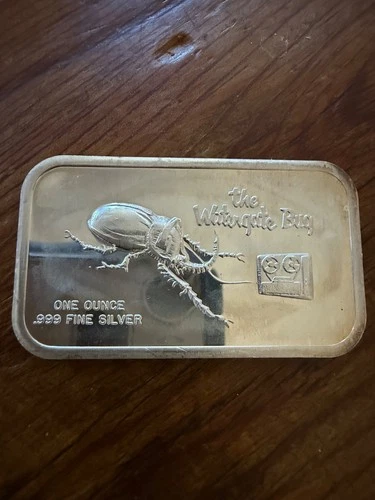 the
Watergate Bug
ONE OUNCE
.999 FINE SILVER